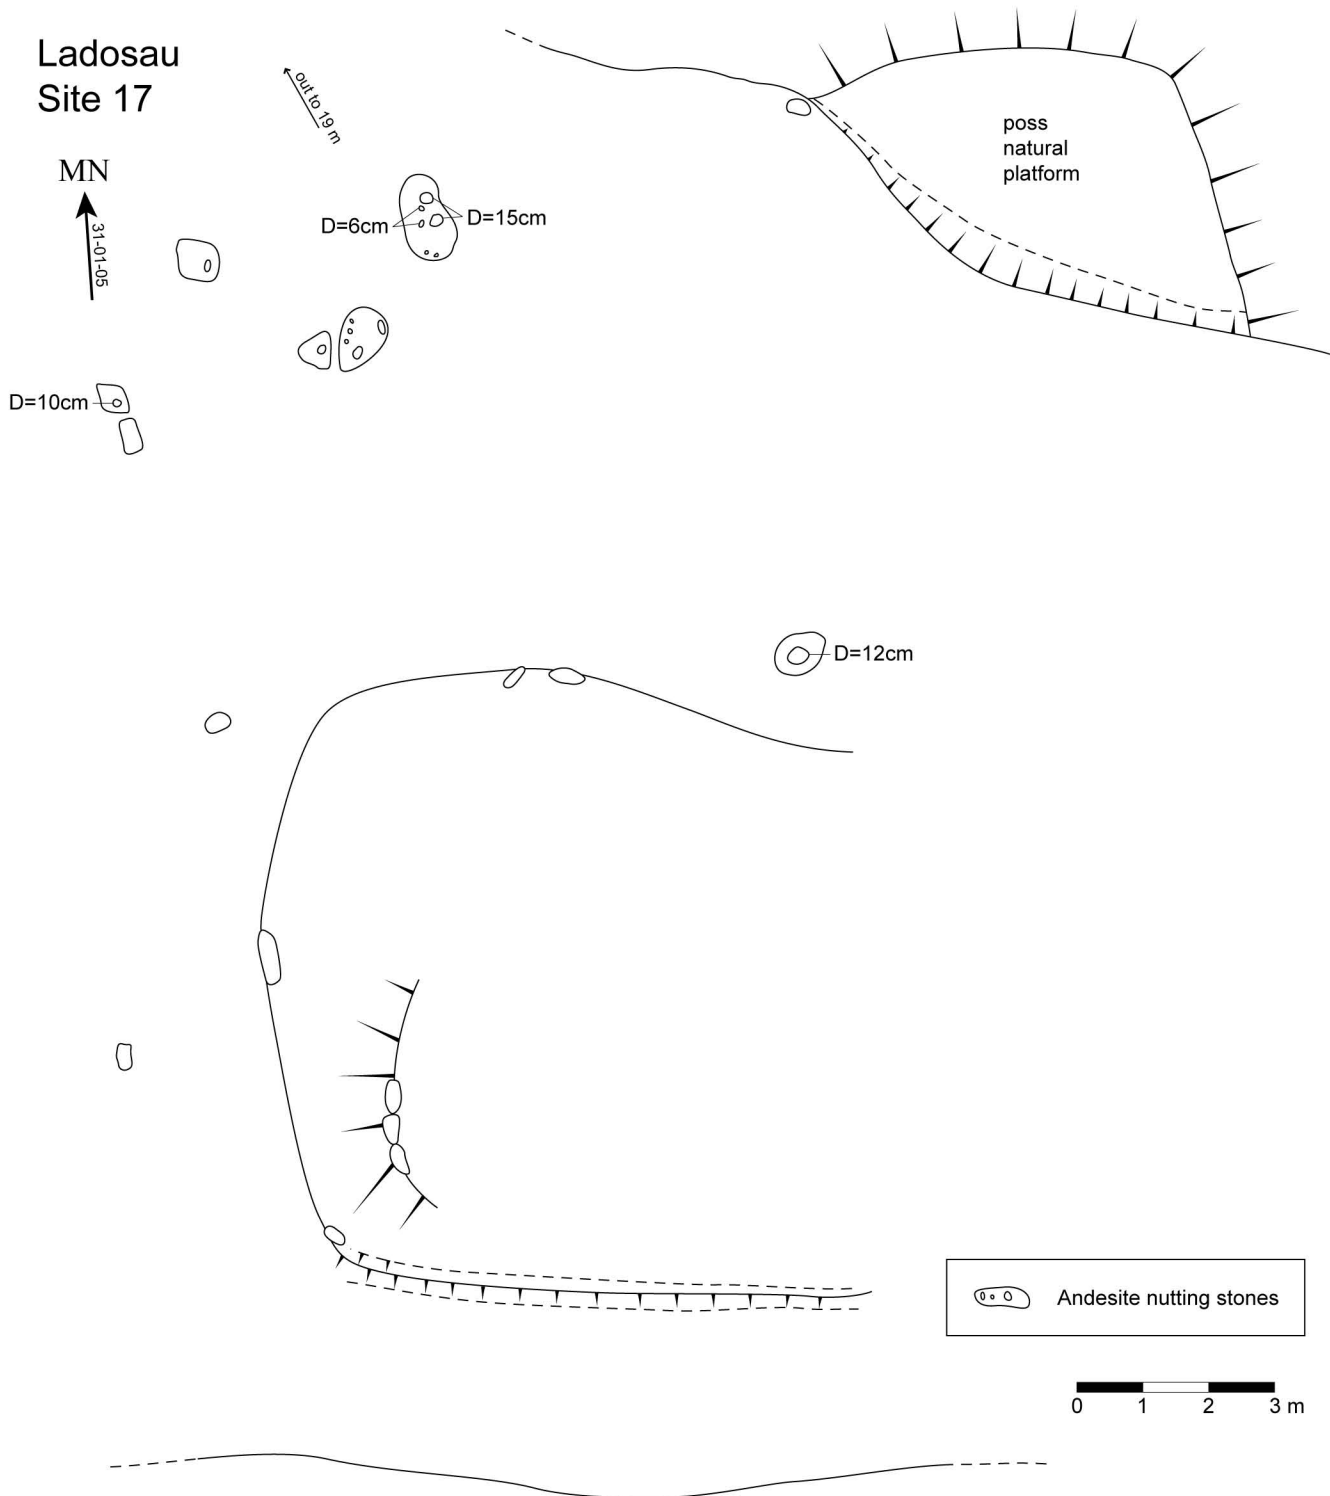 Ladosau
Site 17
out to 19 m
MN
31-01-05
poss
natural
platform
D=6cm
D=15cm
D=10cm
D=12cm
Andesite nutting stones
0 1 2 3 m